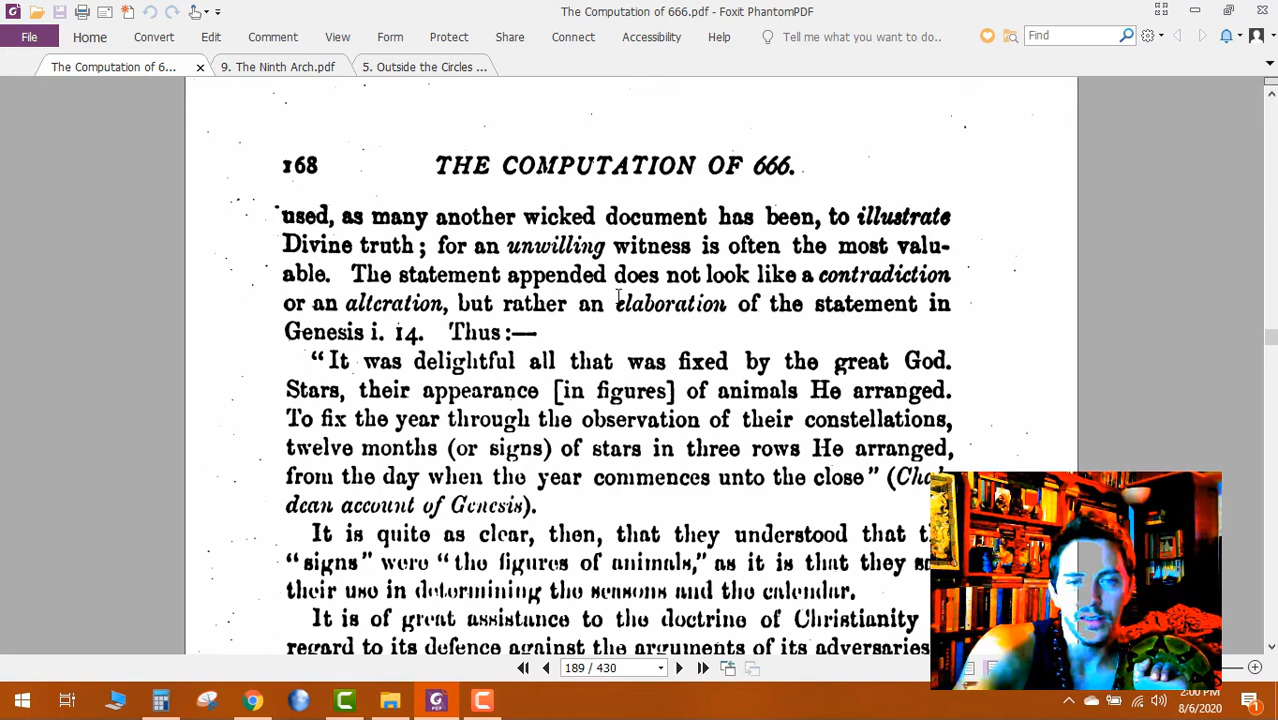 The Computation of 666.pdf - Foxit PhantomPDF
File Home Convert Edit Comment View Form Protect Share Connect Accessibility Help Tell me what you want to do.. Find
The Computation of 6... 9. The Ninth Arch.pdf 5. Outside the Circles ...
168 THE COMPUTATION OF 666.
used, as many another wicked document has been, to illustrate
Divine truth ; for an unwilling witness is often the most valu-
able. The statement appended does not look like a contradiction
or an alteration, but rather an elaboration of the statement in
Genesis i. 14. Thus :—
"It was delightful all that was fixed by the great God.
Stars, their appearance [in figures] of animals He arranged.
To fix the year through the observation of their constellations,
twelve months (or signs) of stars in three rows He arranged,
from the day when the year commences unto the close" (
dean account of Genesis).
It is quite as clear, then, that they understood that
"signs" were "the figures of animals," as it is that they
their use in determining the seasons and the calendar.
It is of great assistance to the doctrine of Christianity
regard to its defence against the arguments of its adversaries
189 / 430
2:00 PM
8/6/2020